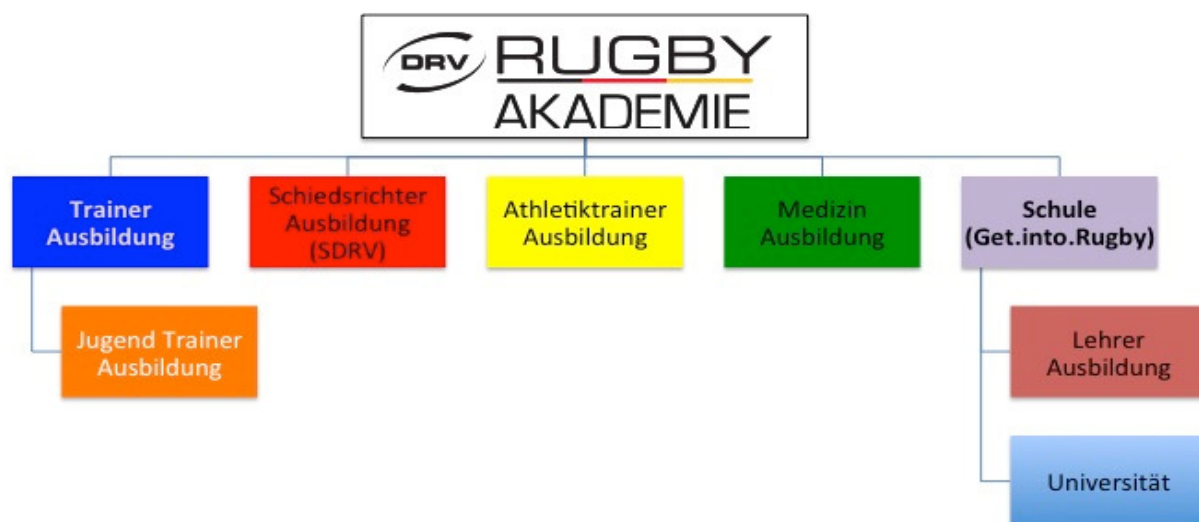 DRV RUGBY
AKADEMIE
Trainer
Ausbildung
Schiedsrichter
Ausbildung
(SDRV)
Athletiktrainer
Ausbildung
Medizin
Ausbildung
Schule
(Get.into.Rugby)
Jugend Trainer
Ausbildung
Lehrer
Ausbildung
Universität